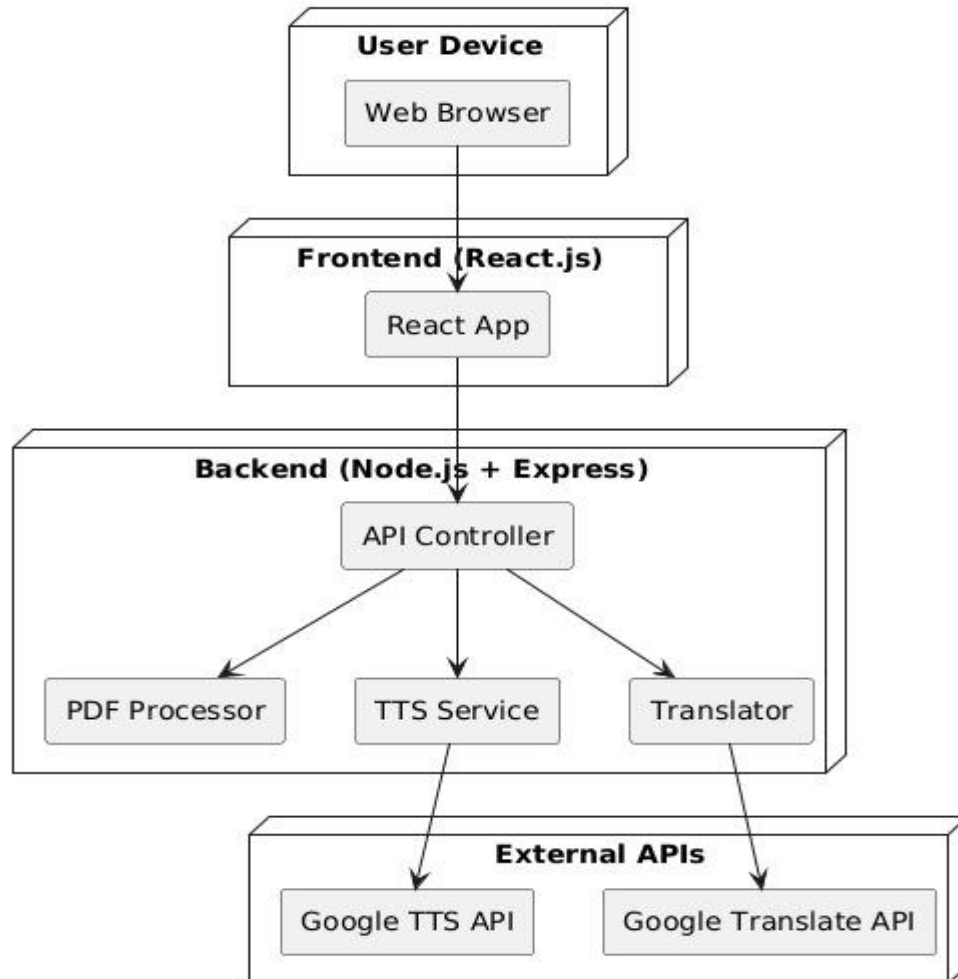 User Device
Web Browser
Frontend (React.js)
React App
Backend (Node.js + Express)
API Controller
PDF Processor
TTS Service
Translator
External APIs
Google TTS API
Google Translate API